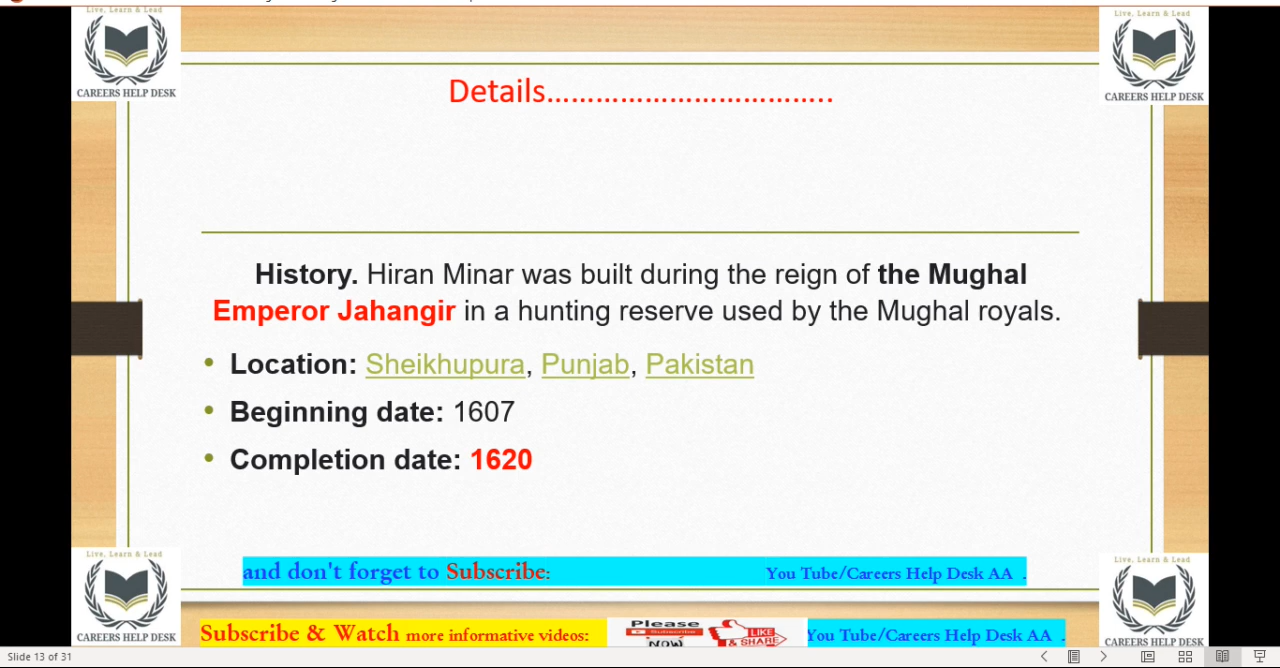 Live, Learn & Lead
CAREERS HELP DESK
Live, Learn & Lead
CAREERS HELP DESK
Details…………………………….
History. Hiran Minar was built during the reign of the Mughal
Emperor Jahangir in a hunting reserve used by the Mughal royals.
• Location: Sheikhupura, Punjab, Pakistan
• Beginning date: 1607
• Completion date: 1620
Live, Learn & Lead
CAREERS HELP DESK
Live, Learn & Lead
CAREERS HELP DESK
and don't forget to Subscribe: You Tube/Careers Help Desk AA .
Subscribe & Watch more informative videos:
Please
Subscribe
NOW
LIKE
& SHARE
You Tube/Careers Help Desk AA .
Slide 13 of 31